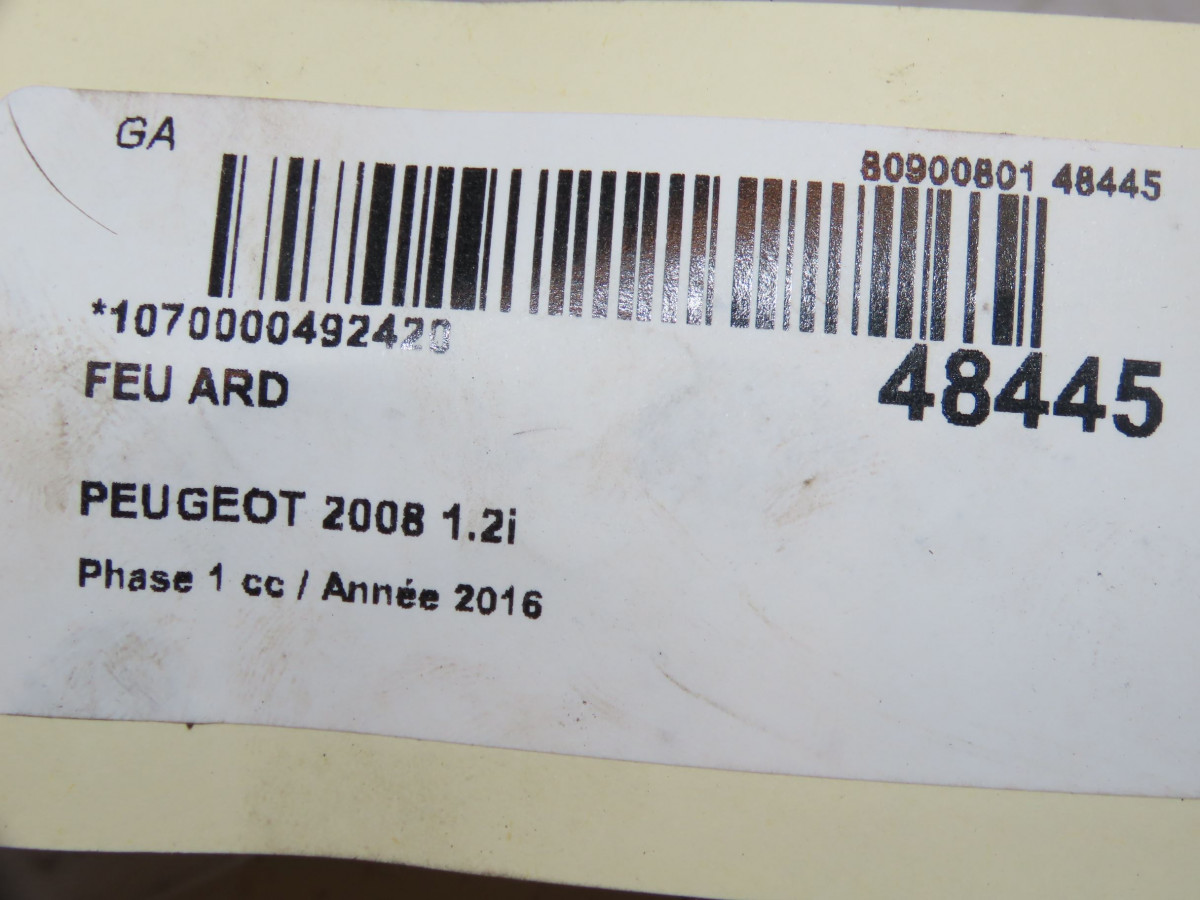 GA
80900801 48445
*1070000492420
48445
FEU ARD
PEUGEOT 2008 1.2i
Phase 1 cc / Année 2016